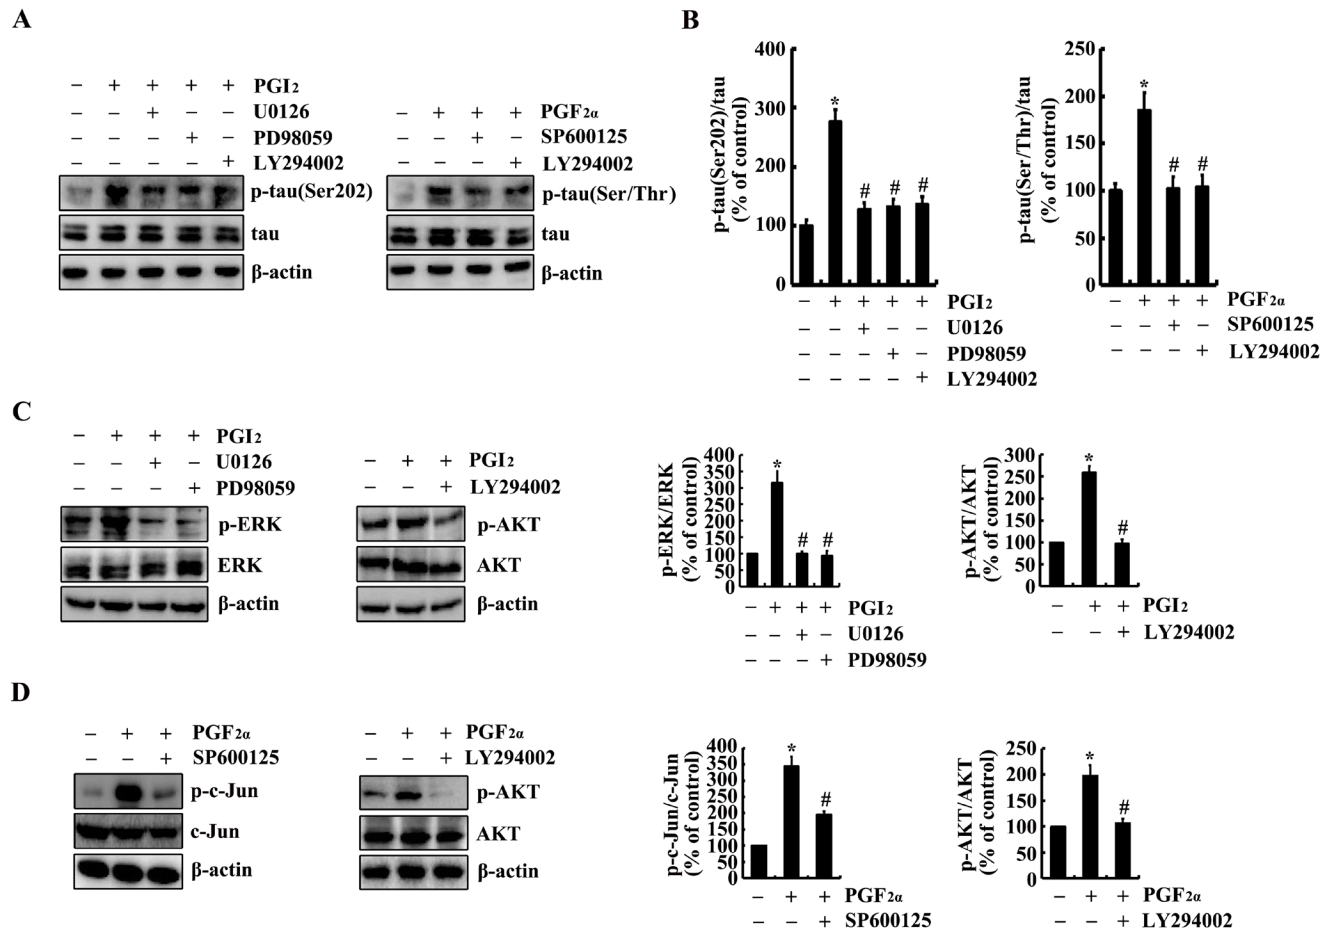 A
− + + + + PGI2
− − + − − U0126
− − − + − PD98059
− − − − + LY294002
p-tau(Ser202)
tau
β-actin
− + + + PGF2α
− − + − SP600125
− − − + LY294002
p-tau(Ser/Thr)
tau
β-actin
B
p-tau(Ser202)/tau
(% of control)
400
300
200
100
0
*
# # #
− + + + + PGI2
− − + − − U0126
− − − + − PD98059
− − − − + LY294002
p-tau(Ser/Thr)/tau
(% of control)
250
200
150
100
50
0
*
# #
− + + + PGF2α
− − + − SP600125
− − − + LY294002
C
− + + + PGI2
− − + − U0126
− − − + PD98059
p-ERK
ERK
β-actin
− + + PGI2
− − + LY294002
p-AKT
AKT
β-actin
p-ERK/ERK
(% of control)
400
350
300
250
200
150
100
50
0
*
# #
− + + + PGI2
− − + − U0126
− − − + PD98059
p-AKT/AKT
(% of control)
300
250
200
150
100
50
0
*
#
− + + PGI2
− − + LY294002
D
− + + PGF2α
− − + SP600125
p-c-Jun
c-Jun
β-actin
− + + PGF2α
− − + LY294002
p-AKT
AKT
β-actin
p-c-Jun/c-Jun
(% of control)
400
350
300
250
200
150
100
50
0
*
#
− + + PGF2α
− − + SP600125
p-AKT/AKT
(% of control)
250
200
150
100
50
0
*
#
− + + PGF2α
− − + LY294002